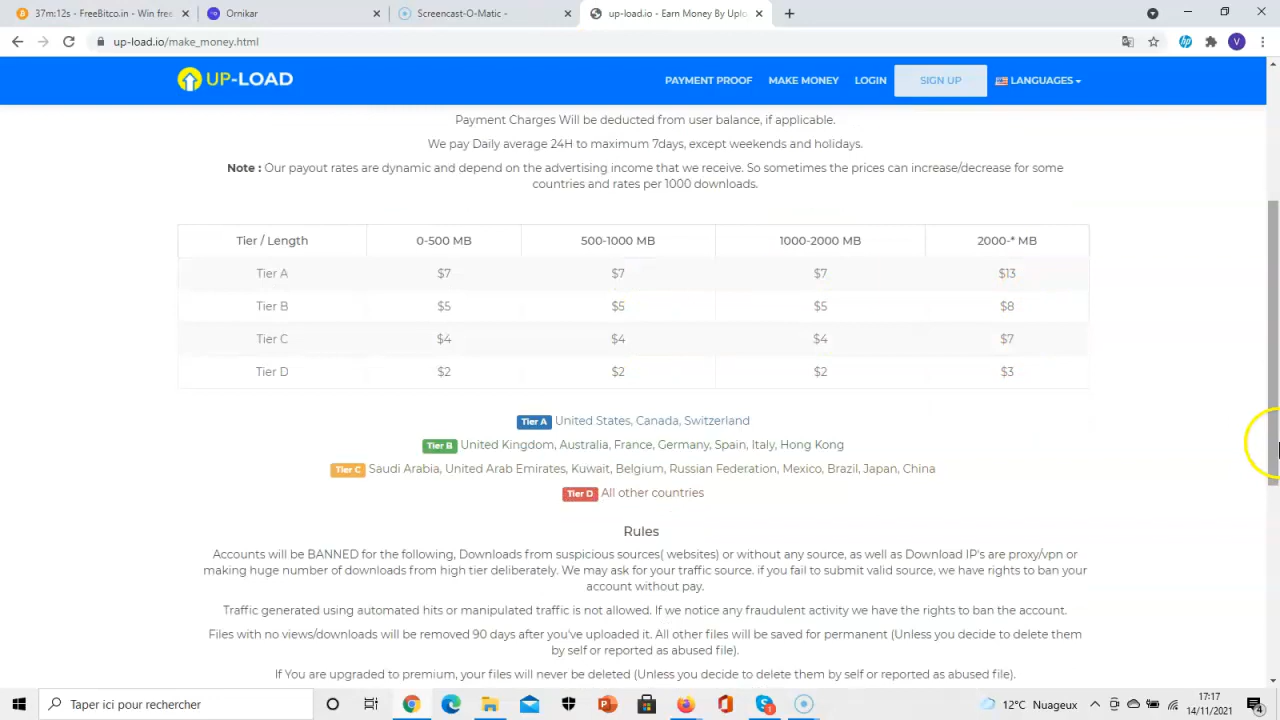 37m:12s - FreeBitco.in - Win free
Ornikar
Screencast-O-Matic -
up-load.io - Earn Money By Uplo
up-load.io/make_money.html
V
UP-LOAD
PAYMENT PROOF
MAKE MONEY
LOGIN
SIGN UP
LANGUAGES
Payment Charges Will be deducted from user balance, if applicable.
We pay Daily average 24H to maximum 7days, except weekends and holidays.
Note : Our payout rates are dynamic and depend on the advertising income that we receive. So sometimes the prices can increase/decrease for some
countries and rates per 1000 downloads.
Tier / Length 0-500 MB 500-1000 MB 1000-2000 MB 2000-* MB
Tier A $7 $7 $7 $13
Tier B $5 $5 $5 $8
Tier C $4 $4 $4 $7
Tier D $2 $2 $2 $3
Tier A United States, Canada, Switzerland
Tier B United Kingdom, Australia, France, Germany, Spain, Italy, Hong Kong
Tier C Saudi Arabia, United Arab Emirates, Kuwait, Belgium, Russian Federation, Mexico, Brazil, Japan, China
Tier D All other countries
Rules
Accounts will be BANNED for the following, Downloads from suspicious sources( websites) or without any source, as well as Download IP's are proxy/vpn or
making huge number of downloads from high tier deliberately. We may ask for your traffic source. if you fail to submit valid source, we have rights to ban your
account without pay.
Traffic generated using automated hits or manipulated traffic is not allowed. If we notice any fraudulent activity we have the rights to ban the account.
Files with no views/downloads will be removed 90 days after you've uploaded it. All other files will be saved for permanent (Unless you decide to delete them
by self or reported as abused file).
If You are upgraded to premium, your files will never be deleted (Unless you decide to delete them by self or reported as abused file).
Taper ici pour rechercher
12°C Nuageux
17:17
14/11/2021
4